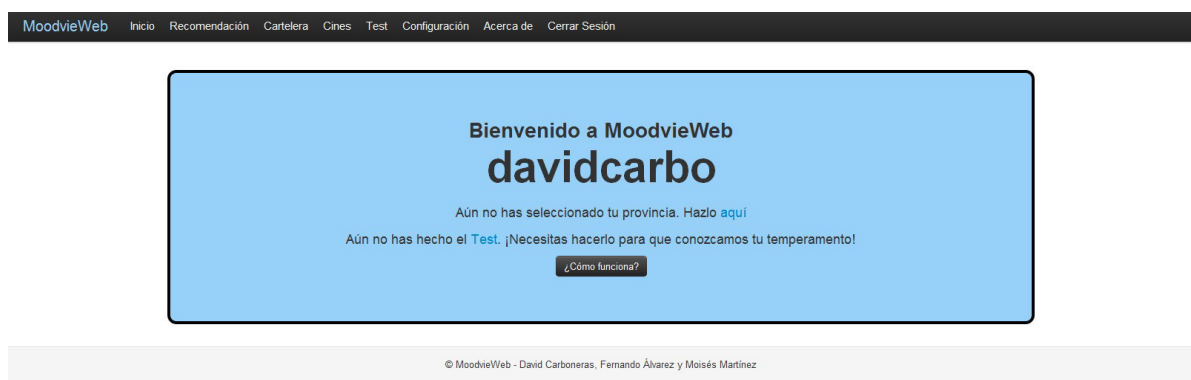 MoodvieWeb Inicio Recomendación Cartelera Cines Test Configuración Acerca de Cerrar Sesión
Bienvenido a MoodvieWeb
davidcarbo
Aún no has seleccionado tu provincia. Hazlo aquí
Aún no has hecho el Test. ¡Necesitas hacerlo para que conozcamos tu temperamento!
¿Cómo funciona?
© MoodvieWeb - David Carboneras, Fernando Álvarez y Moisés Martínez